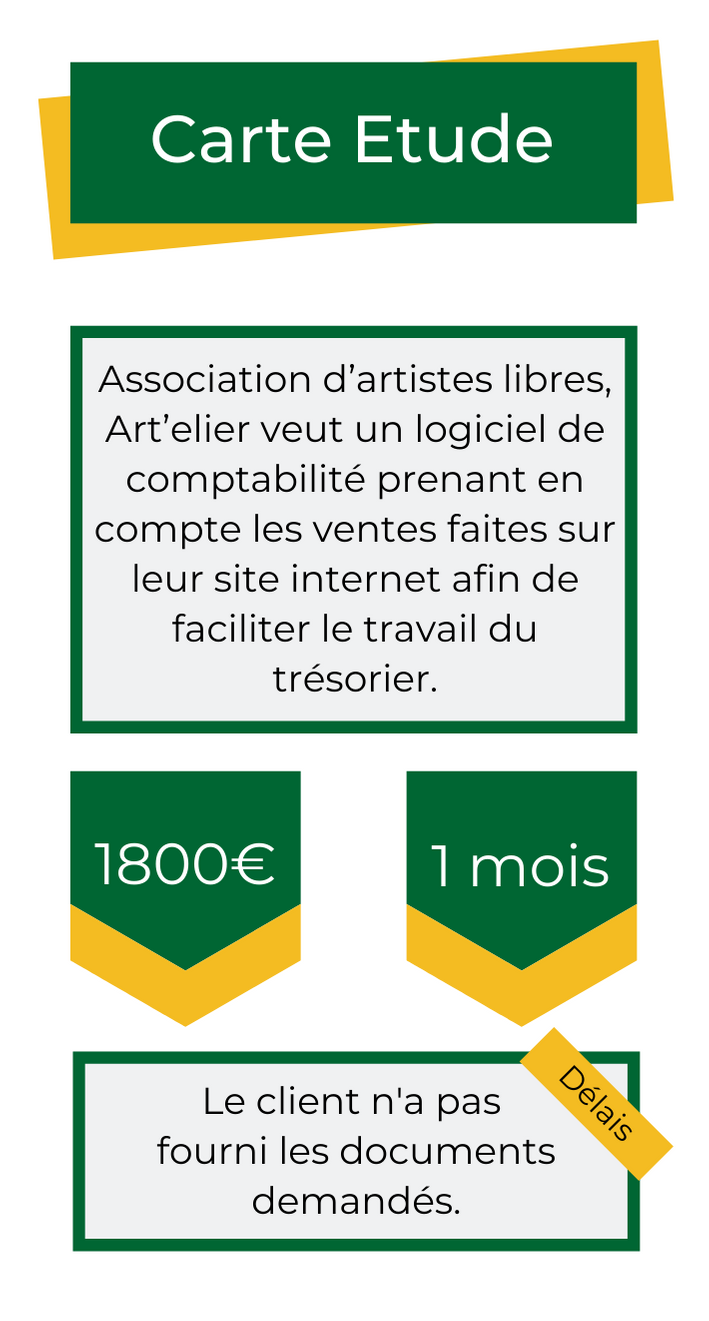 Carte Etude
Association d’artistes libres,
Art’elier veut un logiciel de
comptabilité prenant en
compte les ventes faites sur
leur site internet afin de
faciliter le travail du
trésorier.
1800€
1 mois
Délais
Le client n'a pas
fourni les documents
demandés.